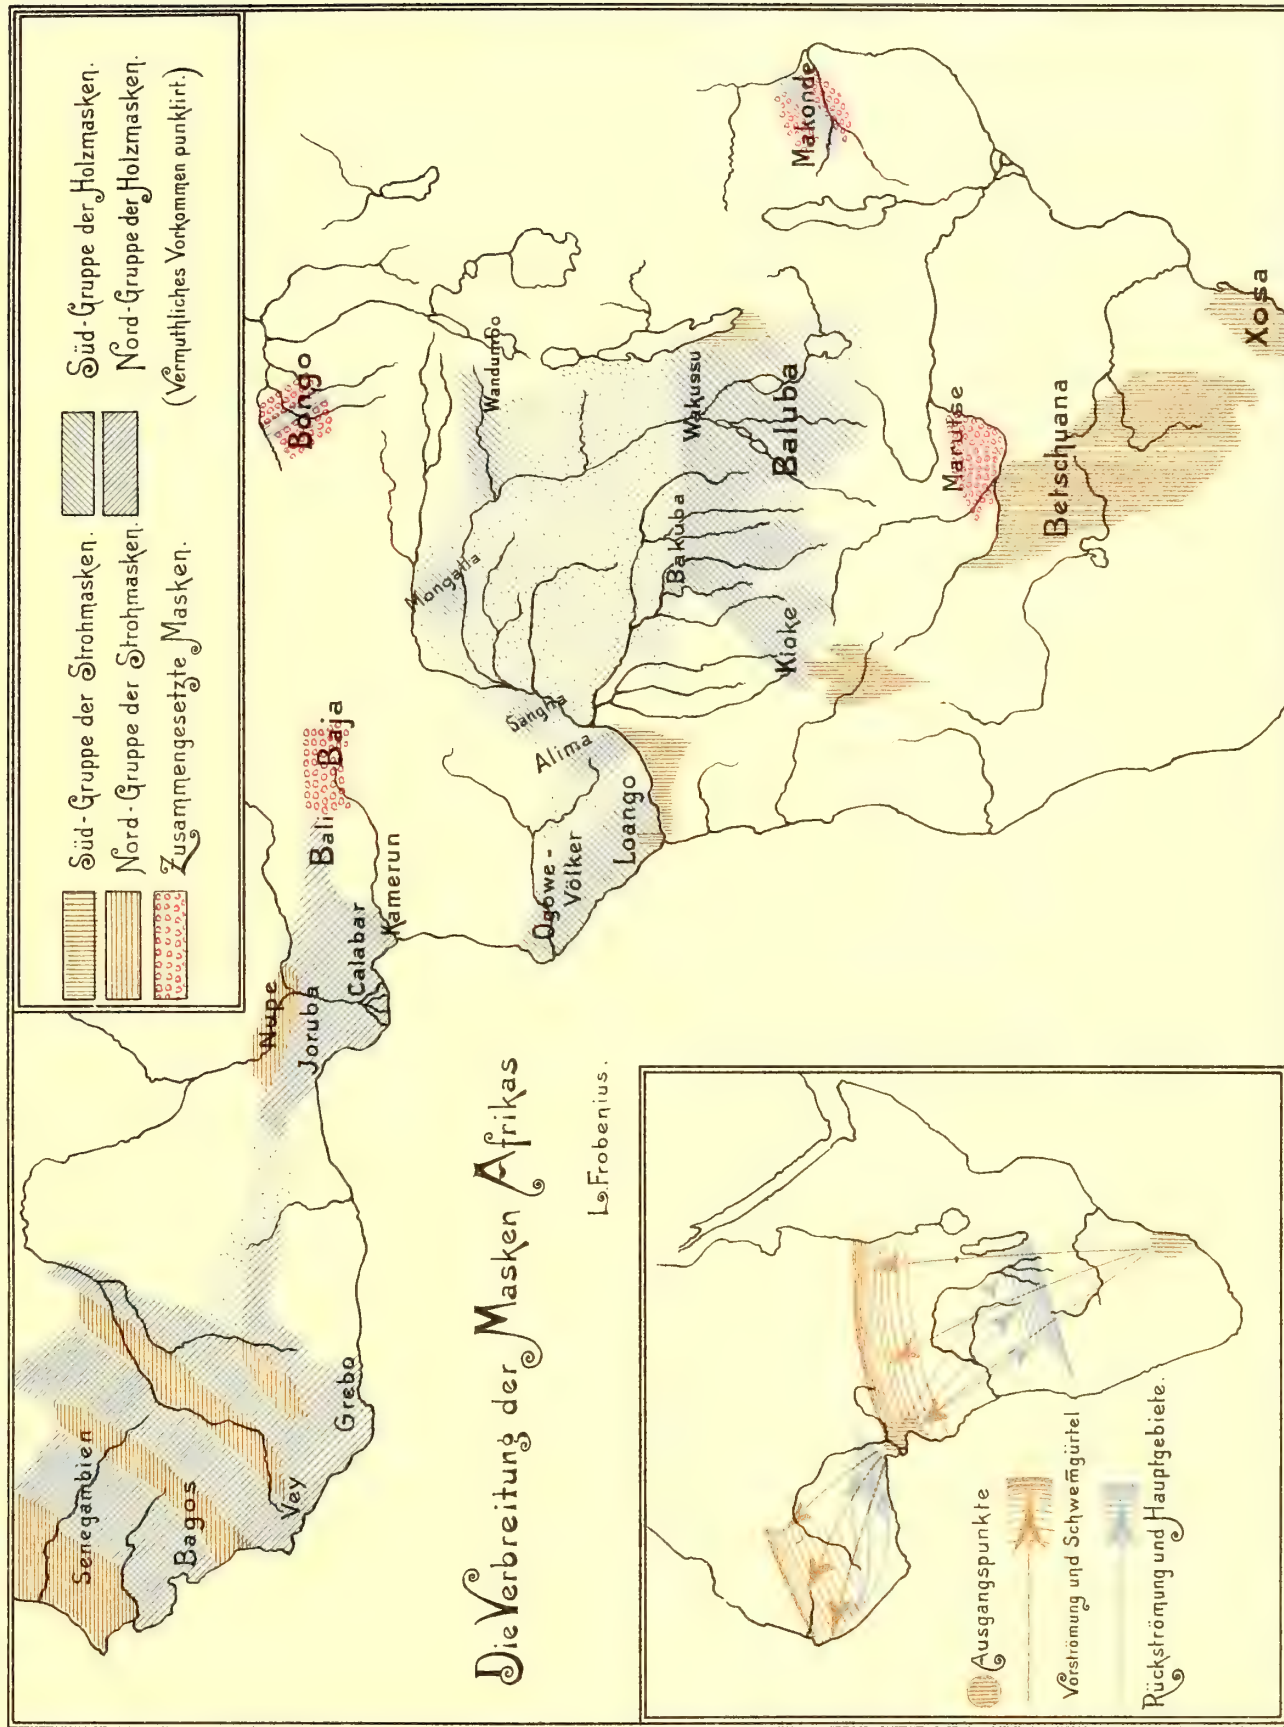 Süd-Gruppe der Strohmasken.
Nord-Gruppe der Strohmasken.
Zusammengesetzte Masken.
Süd-Gruppe der Holzmasken.
Nord-Gruppe der Holzmasken.
(Vermuthliches Vorkommen punktirt.)
Senegambien
Bagos
Vey
Grebo
Nupe
Joruba
Calabar
Kamerun
Bali
Baja
Bongo
Ogowe-
Völker
Loango
Alima
Sangha
Mongalla
Wandumbo
Bakuba
Wakussu
Baluba
Kioke
Makonde
Marutse
Betschuana
Xosa
Die Verbreitung der Masken Afrikas
L. Frobenius.
Ausgangspunkte
Vorströmung und Schwemgürtel
Rückströmung und Hauptgebiete.